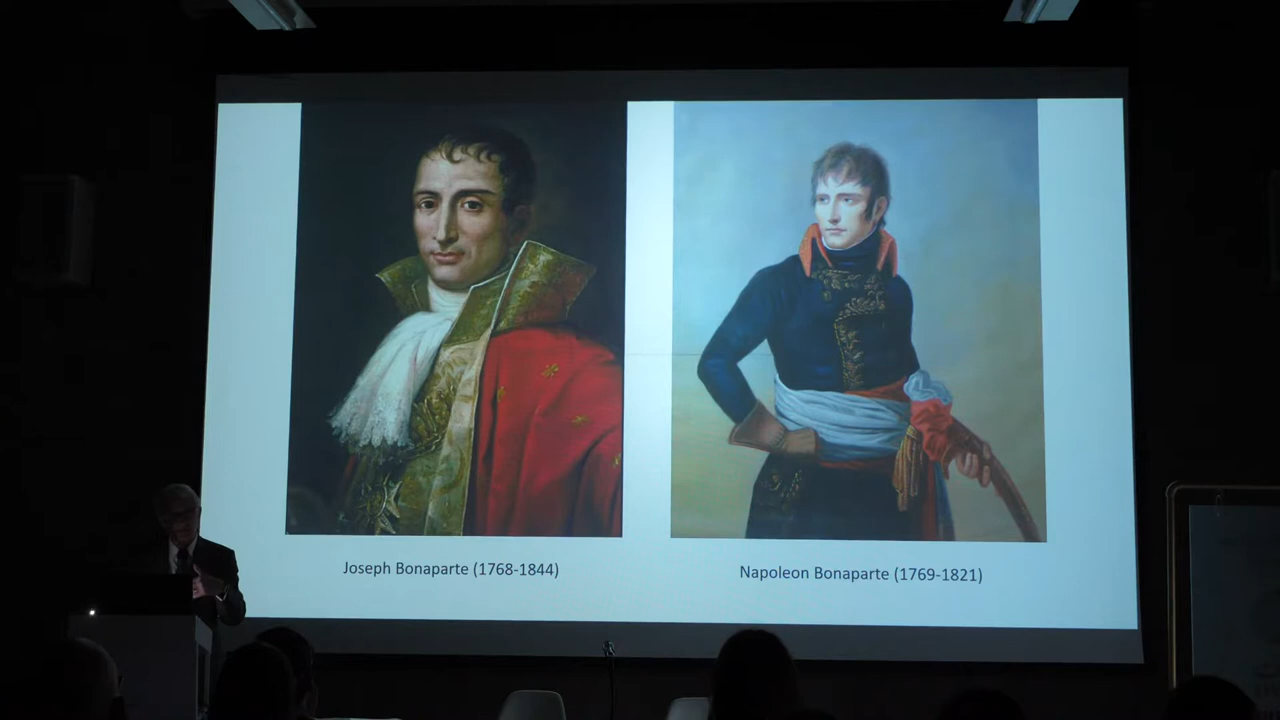 Joseph Bonaparte (1768-1844)
Napoleon Bonaparte (1769-1821)